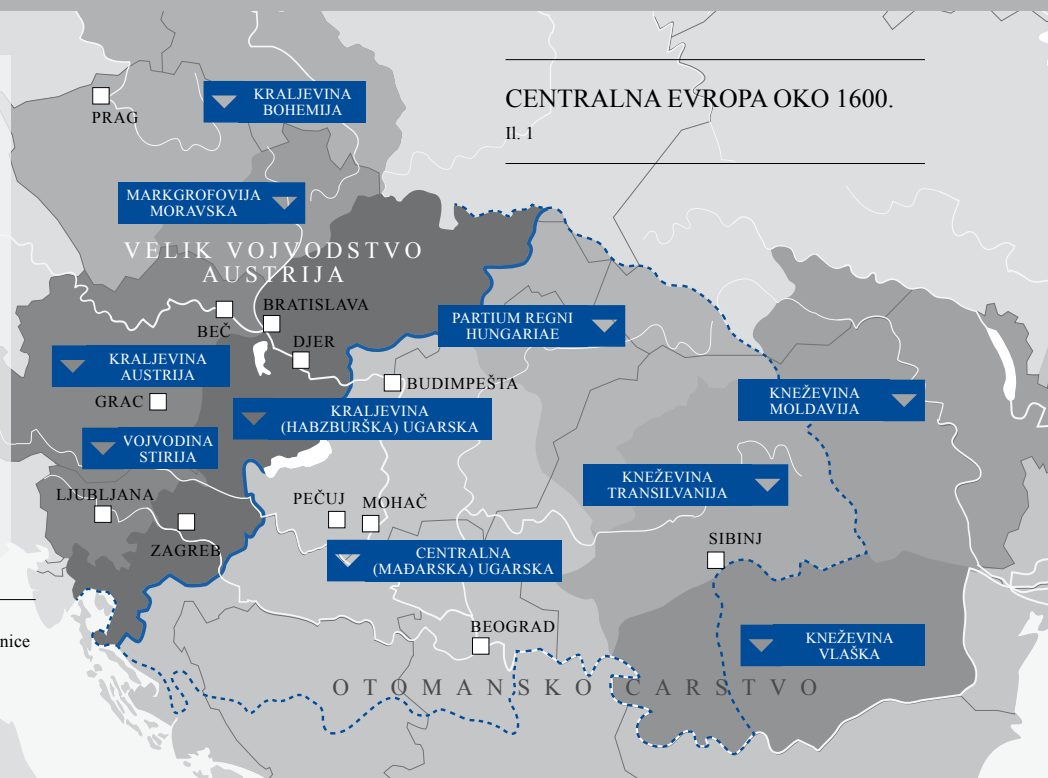 CENTRALNA EVROPA OKO 1600.
Il. 1
PRAG
KRALJEVINA
BOHEMIJA
MARKGROFOVIJA
MORAVSKA
VELIK VOJVODSTVO
AUSTRIJA
BRATISLAVA
BEČ
DJER
PARTIUM REGNI
HUNGARIAE
KRALJEVINA
AUSTRIJA
BUDIMPEŠTA
GRAC
KRALJEVINA
(HABZBURŠKA) UGARSKA
KNEŽEVINA
MOLDAVIJA
VOJVODINA
STIRIJA
KNEŽEVINA
TRANSILVANIJA
LJUBLJANA
PEČUJ
MOHAČ
ZAGREB
SIBINJ
CENTRALNA
(MAĐARSKA) UGARSKA
BEOGRAD
nice
KNEŽEVINA
VLAŠKA
OTOMANSKO CARSTVO